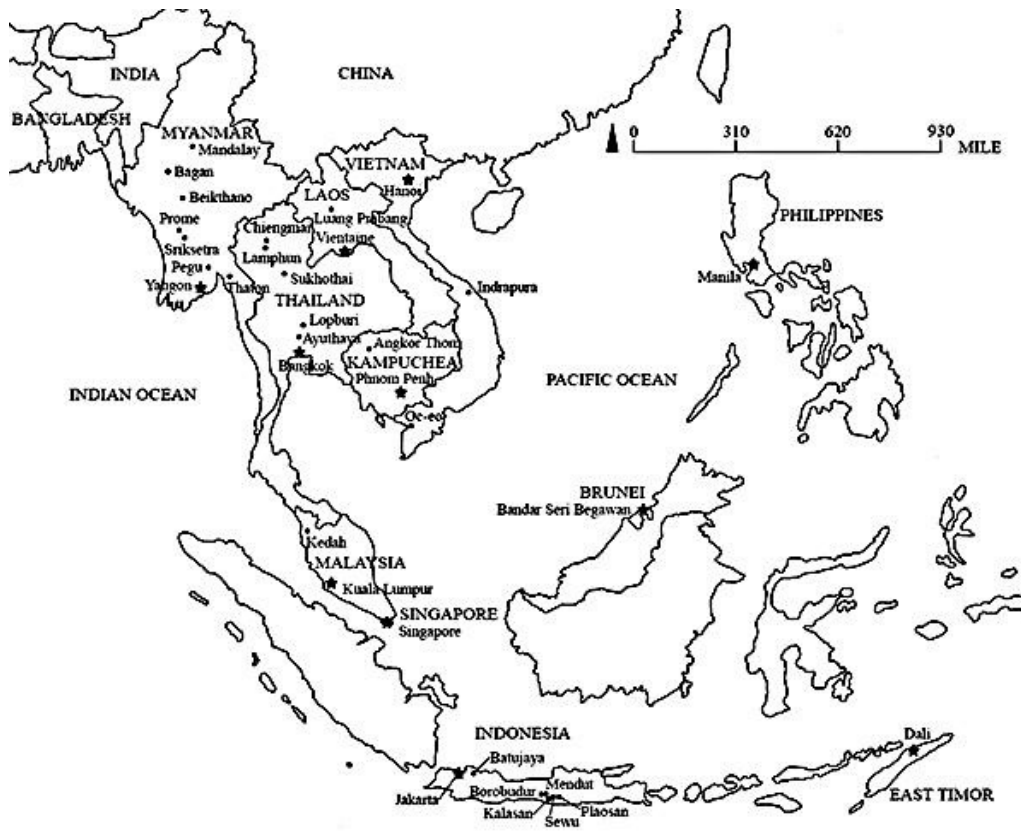 INDIA
CHINA
BANGLADESH
MYANMAR
Mandalay
0 310 620 930
MILE
VIETNAM
Hanoi
Bagan
LAOS
Beikthano
Luang Prabang
PHILIPPINES
Prome
Chiengmai
Sriksetra
Vientaine
Lamphun
Pegu
Sukhothai
Manila
Yangon
Thaton
Indrapura
THAILAND
Lopburi
Ayuthaya
Angkor Thom
Bangkok
KAMPUCHEA
Phnom Penh
PACIFIC OCEAN
INDIAN OCEAN
Oc-eo
BRUNEI
Bandar Seri Begawan
Kedah
MALAYSIA
Kuala Lumpur
SINGAPORE
Singapore
INDONESIA
Dali
Batujaya
Jakarta
Borobudur
Mendut
EAST TIMOR
Kalasan
Plaosan
Sewu